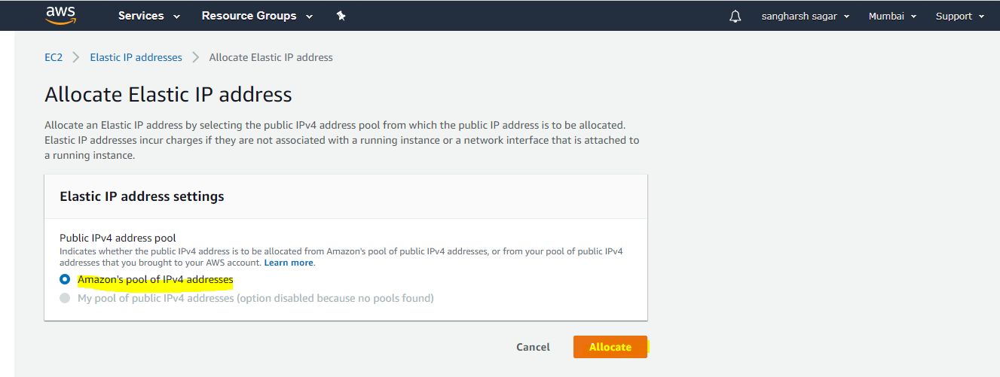 aws Services Resource Groups sangharsh sagar Mumbai Support
EC2 Elastic IP addresses Allocate Elastic IP address
Allocate Elastic IP address
Allocate an Elastic IP address by selecting the public IPv4 address pool from which the public IP address is to be allocated.
Elastic IP addresses incur charges if they are not associated with a running instance or a network interface that is attached to
a running instance.
Elastic IP address settings
Public IPv4 address pool
Indicates whether the public IPv4 address is to be allocated from Amazon's pool of public IPv4 addresses, or from your pool of public IPv4
addresses that you brought to your AWS account. Learn more.
Amazon's pool of IPv4 addresses
My pool of public IPv4 addresses (option disabled because no pools found)
Cancel Allocate